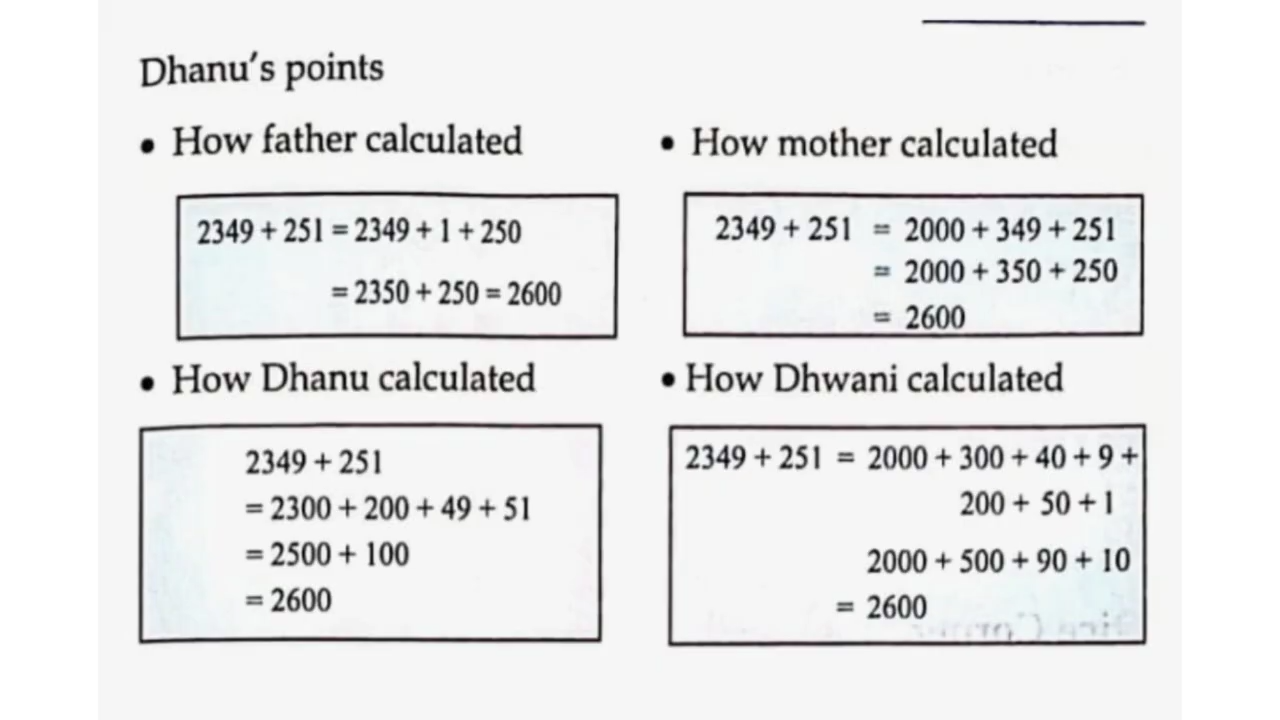 Dhanu's points
• How father calculated
2349 + 251 = 2349 + 1 + 250
= 2350 + 250 = 2600
• How mother calculated
2349 + 251 = 2000 + 349 + 251
= 2000 + 350 + 250
= 2600
• How Dhanu calculated
2349 + 251
= 2300 + 200 + 49 + 51
= 2500 + 100
= 2600
• How Dhwani calculated
2349 + 251 = 2000 + 300 + 40 + 9 +
200 + 50 + 1
2000 + 500 + 90 + 10
= 2600